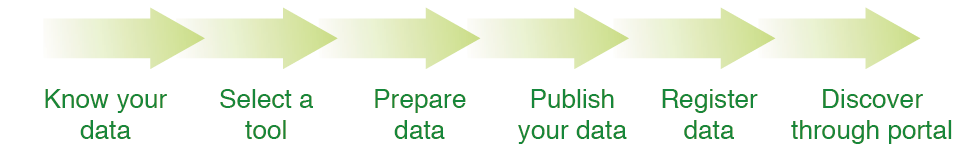 Know your
data
Select a
tool
Prepare
data
Publish
your data
Register
data
Discover
through portal